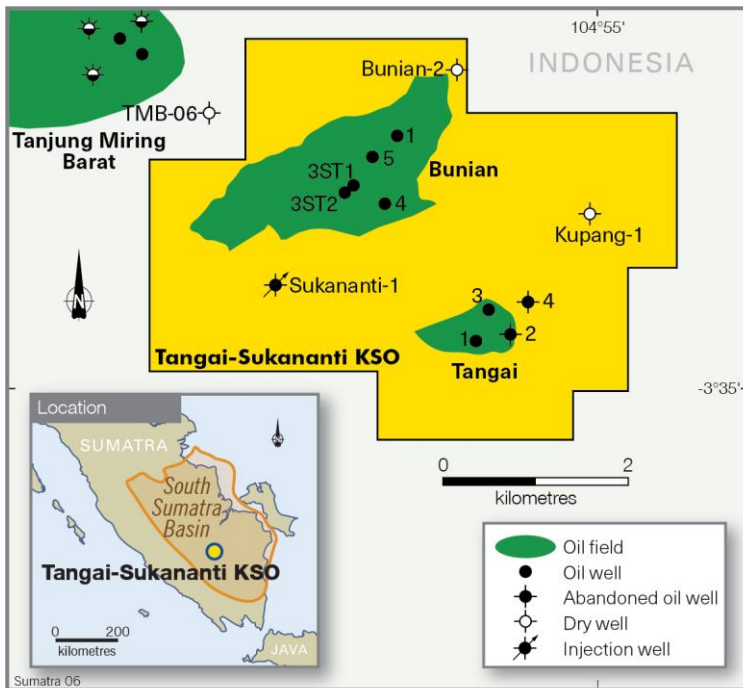 104°55'
INDONESIA
Bunian-2
TMB-06
Tanjung Miring
Barat
1
5
Bunian
3ST1
3ST2
4
Kupang-1
Sukananti-1
N
3
4
1
2
Tangai-Sukananti KSO
Tangai
-3°35'
0 2
kilometres
Location
N
SUMATRA
South
Sumatra
Basin
Tangai-Sukananti KSO
0 200
kilometres
JAVA
Oil field
Oil well
Abandoned oil well
Dry well
Injection well
Sumatra 06